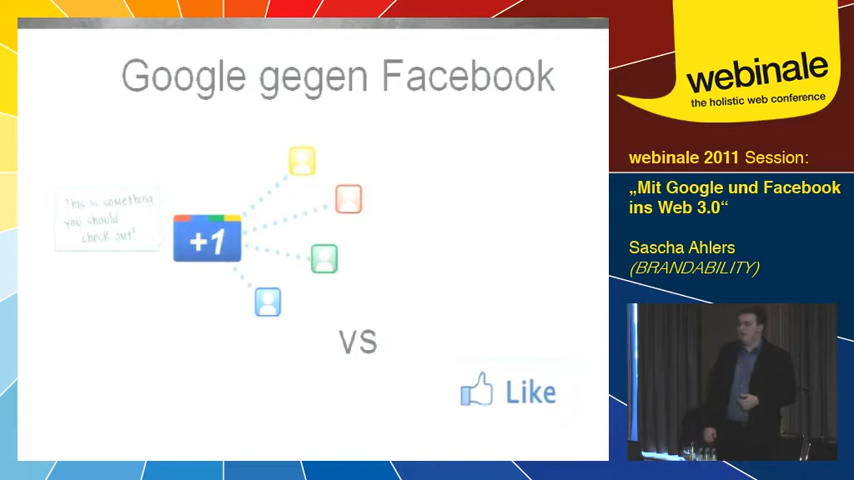 Google gegen Facebook
This is something
you should
check out!
+1
vs
Like
webinale
the holistic web conference
webinale 2011 Session:
„Mit Google und Facebook
ins Web 3.0“
Sascha Ahlers
(BRANDABILITY)